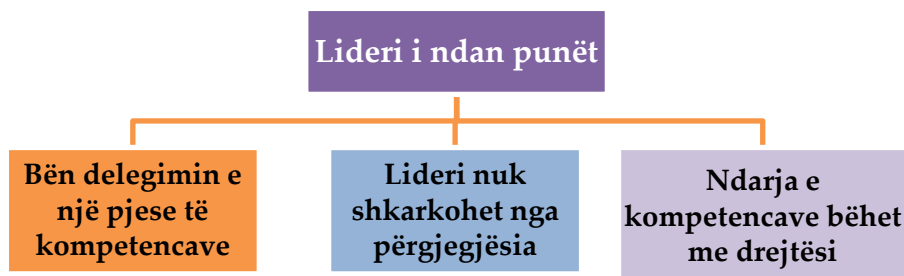 Lideri i ndan punët
Bën delegimin e
një pjese të
kompetencave
Lideri nuk
shkarkohet nga
përgjegjësia
Ndarja e
kompetencave bëhet
me drejtësi